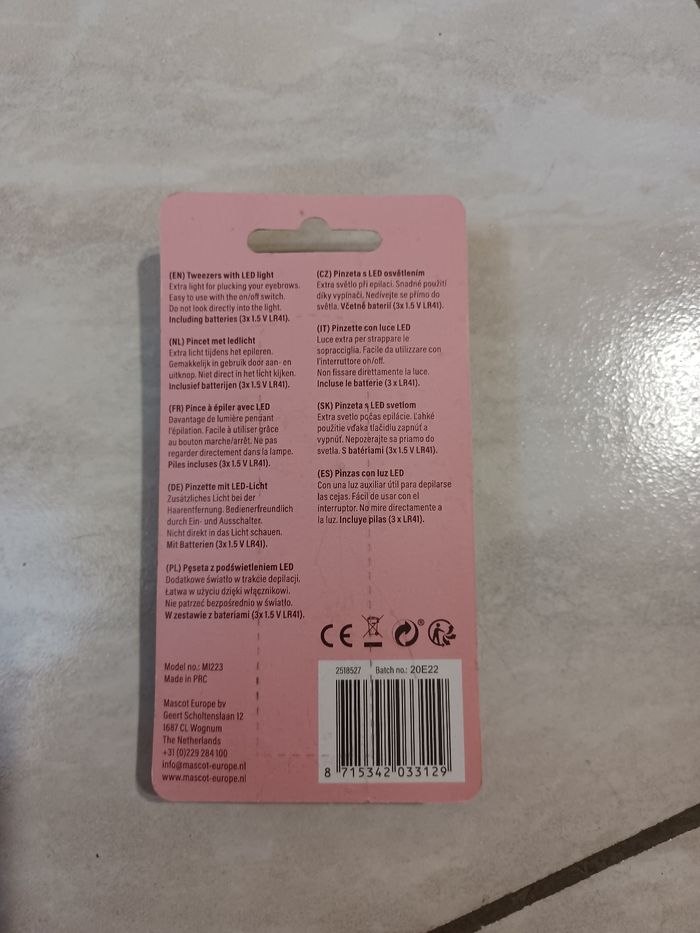 (EN) Tweezers with LED light
Extra light for plucking your eyebrows.
Easy to use with the on/off switch.
Do not look directly into the light.
Including batteries (3x 1.5 V LR41).
(NL) Pincet met ledlicht
Extra licht tijdens het epileren.
Gemakkelijk in gebruik door aan- en
uitknop. Niet direct in het licht kijken.
Inclusief batterijen (3x 1.5 V LR41).
(FR) Pince à épiler avec LED
Davantage de lumière pendant
l'épilation. Facile à utiliser grâce
au bouton marche/arrêt. Ne pas
regarder directement dans la lampe.
Piles incluses (3x 1.5 V LR41).
(DE) Pinzette mit LED-Licht
Zusätzliches Licht bei der
Haarentfernung. Bedienerfreundlich
durch Ein- und Ausschalter.
Nicht direkt in das Licht schauen.
Mit Batterien (3x 1.5 V LR41).
(PL) Pęseta z podświetleniem LED
Dodatkowe światło w trakcie depilacji.
Łatwa w użyciu dzięki włącznikowi.
Nie patrzeć bezpośrednio w światło.
W zestawie z bateriami (3x 1.5 V LR41).
(CZ) Pinzeta s LED osvětlením
Extra světlo při epilaci. Snadné použití
díky vypínači. Nedívejte se přímo do
světla. Včetně baterií (3x 1.5 V LR41).
(IT) Pinzette con luce LED
Luce extra per strappare le
sopracciglia. Facile da utilizzare con
l'interruttore on/off.
Non fissare direttamente la luce.
Incluse le batterie (3 x LR41).
(SK) Pinzeta s LED svetlom
Extra svetlo počas epilácie. Ľahké
použitie vďaka tlačidlu zapnúť a
vypnúť. Nepozerajte sa priamo do
svetla. S batériami (3x 1.5 V LR41).
(ES) Pinzas con luz LED
Con una luz auxiliar útil para depilarse
las cejas. Fácil de usar con el
interruptor. No mire directamente a
la luz. Incluye pilas (3 x LR41).
CE
Model no.: MI223
Made in PRC
Mascot Europe bv
Geert Scholtenslaan 12
1687 CL Wognum
The Netherlands
+31 (0)229 284 100
info@mascot-europe.nl
www.mascot-europe.nl
2518527 Batch no.: 20E22
8 715342 033129